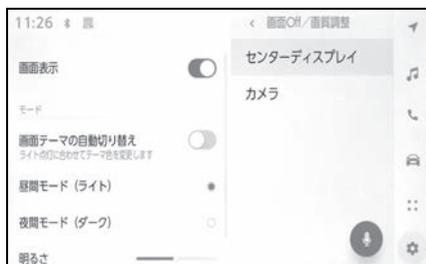 11:26
画面Off/画質調整
画面表示
モード
画面テーマの自動切り替え
ライト点灯に合わせてテーマ色を変更します
昼間モード (ライト)
夜間モード (ダーク)
明るさ
センターディスプレイ
カメラ